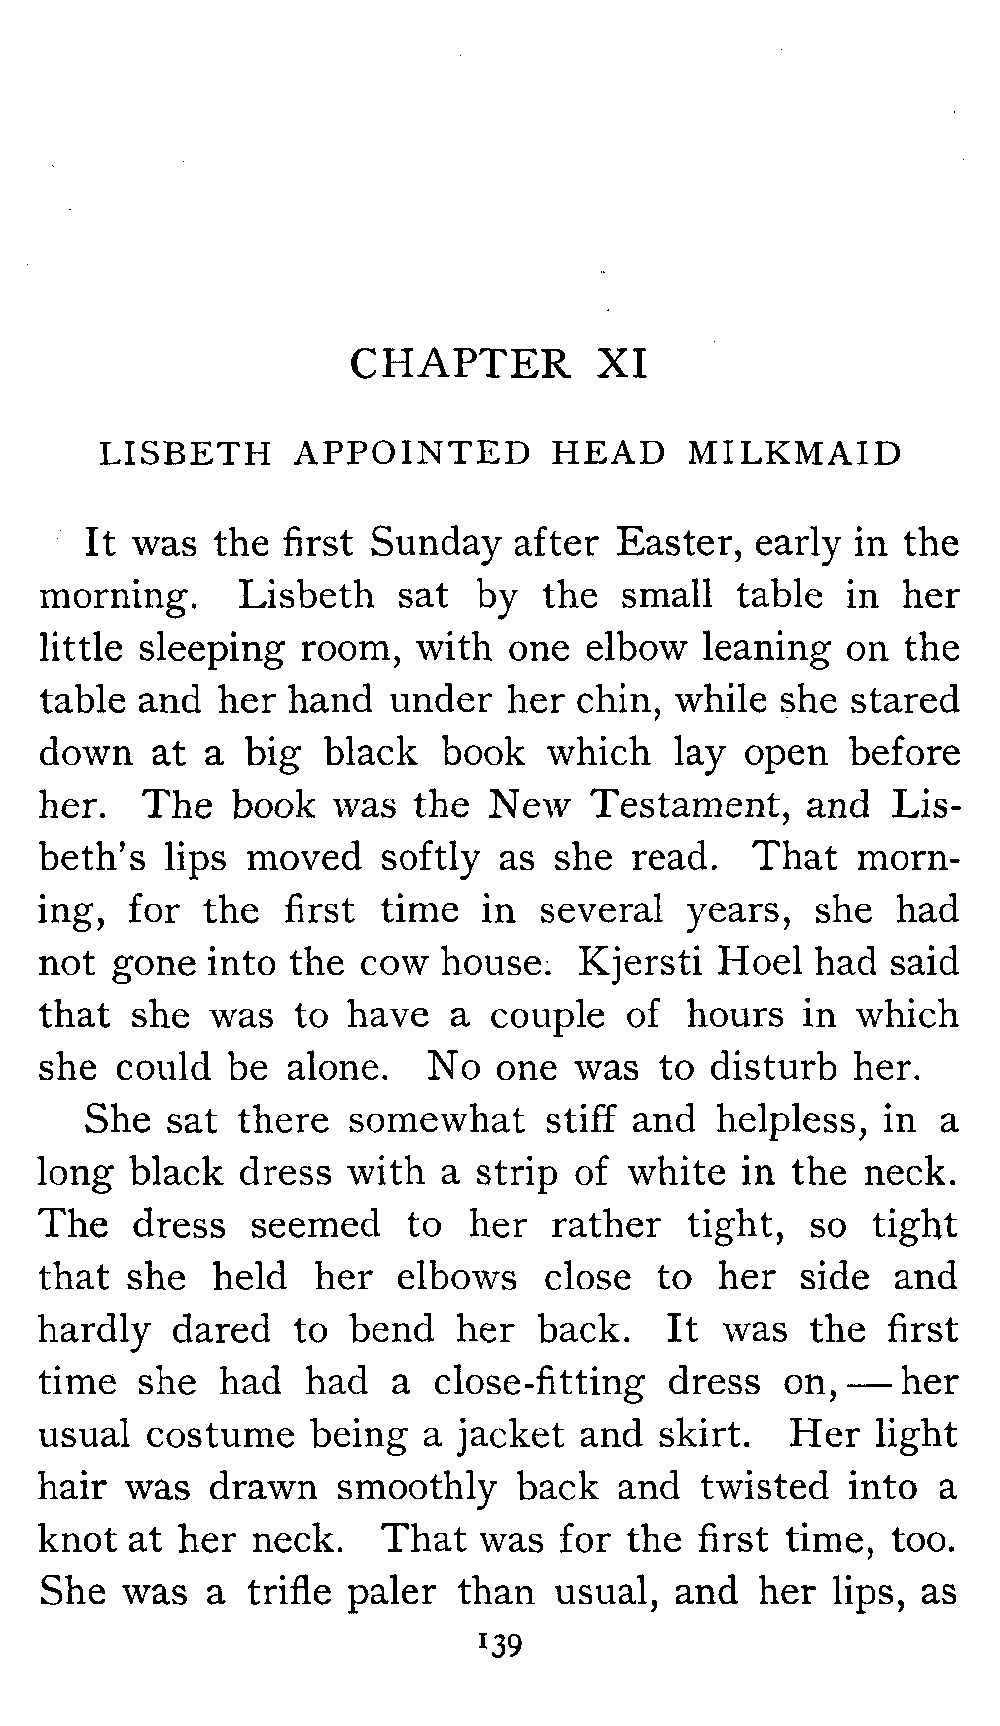 CHAPTER XI
LISBETH APPOINTED HEAD MILKMAID
It was the first Sunday after Easter, early in the
morning. Lisbeth sat by the small table in her
little sleeping room, with one elbow leaning on the
table and her hand under her chin, while she stared
down at a big black book which lay open before
her. The book was the New Testament, and Lis-
beth's lips moved softly as she read. That morn-
ing, for the first time in several years, she had
not gone into the cow house. Kjersti Hoel had said
that she was to have a couple of hours in which
she could be alone. No one was to disturb her.
She sat there somewhat stiff and helpless, in a
long black dress with a strip of white in the neck.
The dress seemed to her rather tight, so tight
that she held her elbows close to her side and
hardly dared to bend her back. It was the first
time she had had a close-fitting dress on, — her
usual costume being a jacket and skirt. Her light
hair was drawn smoothly back and twisted into a
knot at her neck. That was for the first time, too.
She was a trifle paler than usual, and her lips, as
139